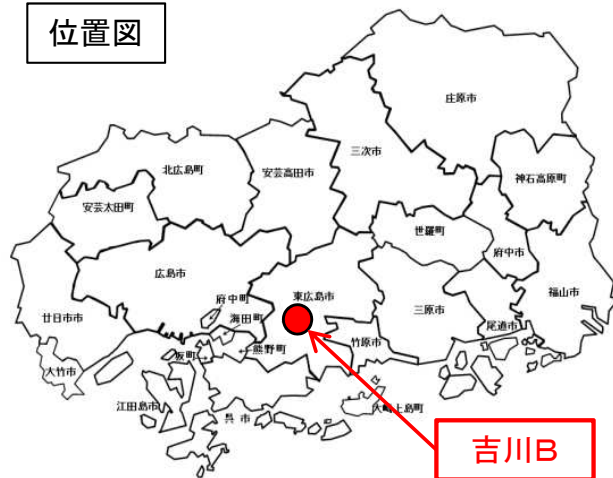 位置図
庄原市
三次市
北広島町
安芸高田市
神石高原町
安芸太田町
世羅町
府中市
広島市
東広島市
福山市
府中町
三原市
尾道市
廿日市市
海田町
竹原市
坂町
熊野町
大竹市
江田島市
呉市
大崎上島町
吉川B